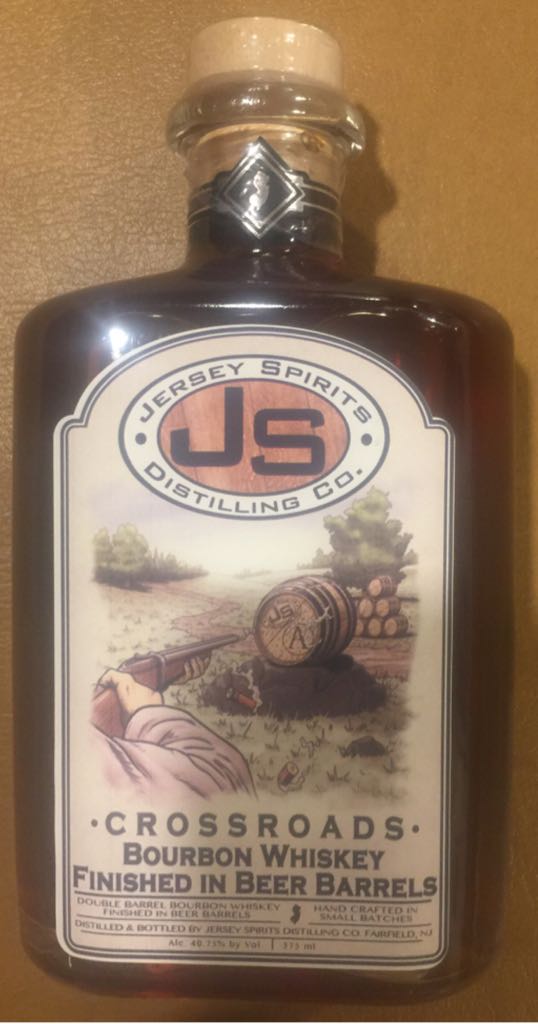 JERSEY SPIRITS
JS
DISTILLING CO.
JS
A
• CROSSROADS •
BOURBON WHISKEY
FINISHED IN BEER BARRELS
DOUBLE BARREL BOURBON WHISKEY
FINISHED IN BEER BARRELS
HAND CRAFTED IN
SMALL BATCHES
DISTILLED & BOTTLED BY JERSEY SPIRITS DISTILLING CO. FAIRFIELD, NJ
Alc. 40.75% by Vol | 375 ml